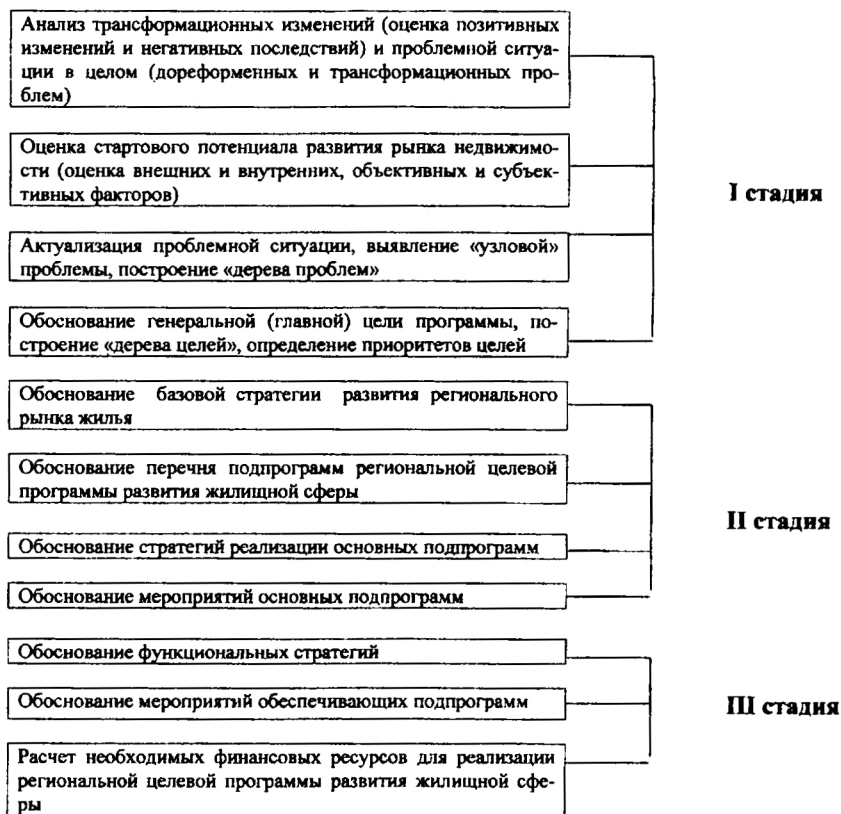 Анализ трансформационных изменений (оценка позитивных
изменений и негативных последствий) и проблемной ситуа-
ции в целом (дореформенных и трансформационных про-
блем)
Оценка стартового потенциала развития рынка недвижимо-
сти (оценка внешних и внутренних, объективных и субъек-
тивных факторов)
Актуализация проблемной ситуации, выявление «узловой»
проблемы, построение «дерева проблем»
Обоснование генеральной (главной) цели программы, по-
строение «дерева целей», определение приоритетов целей
I стадия
Обоснование базовой стратегии развития регионального
рынка жилья
Обоснование перечня подпрограмм региональной целевой
программы развития жилищной сферы
Обоснование стратегий реализации основных подпрограмм
Обоснование мероприятий основных подпрограмм
II стадия
Обоснование функциональных стратегий
Обоснование мероприятий обеспечивающих подпрограмм
Расчет необходимых финансовых ресурсов для реализации
региональной целевой программы развития жилищной сфе-
ры
III стадия